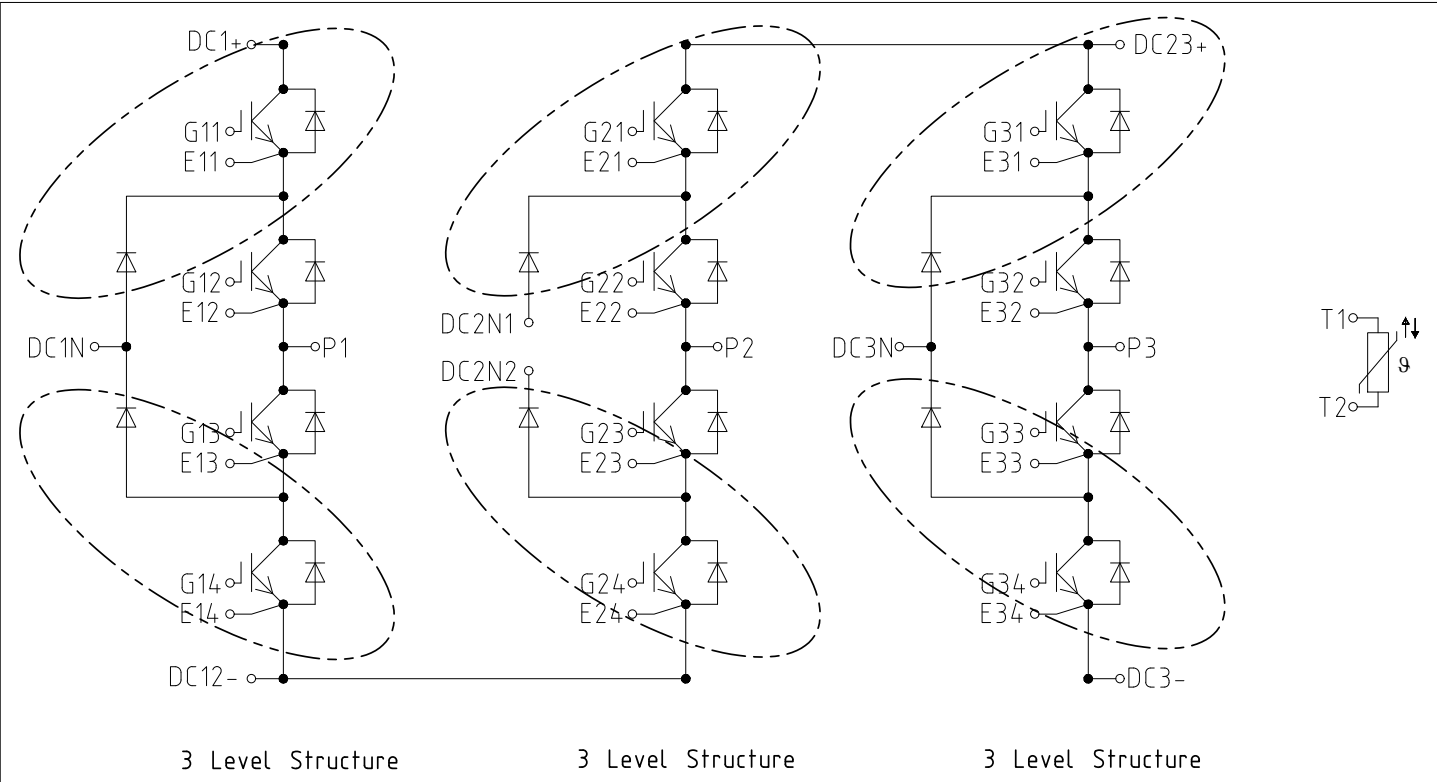 DC1+
DC23+
G11
G21
G31
E11
E21
E31
G12
G22
G32
E12
E22
E32
DC2N1
T1
DC1N
P1
P2
DC3N
P3
DC2N2
ϑ
T2
G13
G23
G33
E13
E23
E33
G14
G24
G34
E14
E24
E34
DC12-
DC3-
3 Level Structure
3 Level Structure
3 Level Structure